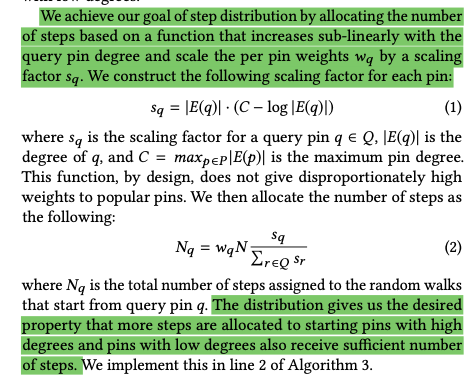 We achieve our goal of step distribution by allocating the number
of steps based on a function that increases sub-linearly with the
query pin degree and scale the per pin weights w_q by a scaling
factor s_q. We construct the following scaling factor for each pin:
s_q = |E(q)| · (C − log |E(q)|) (1)
where s_q is the scaling factor for a query pin q ∈ Q, |E(q)| is the
degree of q, and C = max_{p∈P}|E(p)| is the maximum pin degree.
This function, by design, does not give disproportionately high
weights to popular pins. We then allocate the number of steps as
the following:
N_q = w_q N s_q / ∑_{r∈Q} s_r (2)
where N_q is the total number of steps assigned to the random walks
that start from query pin q. The distribution gives us the desired
property that more steps are allocated to starting pins with high
degrees and pins with low degrees also receive sufficient number
of steps. We implement this in line 2 of Algorithm 3.